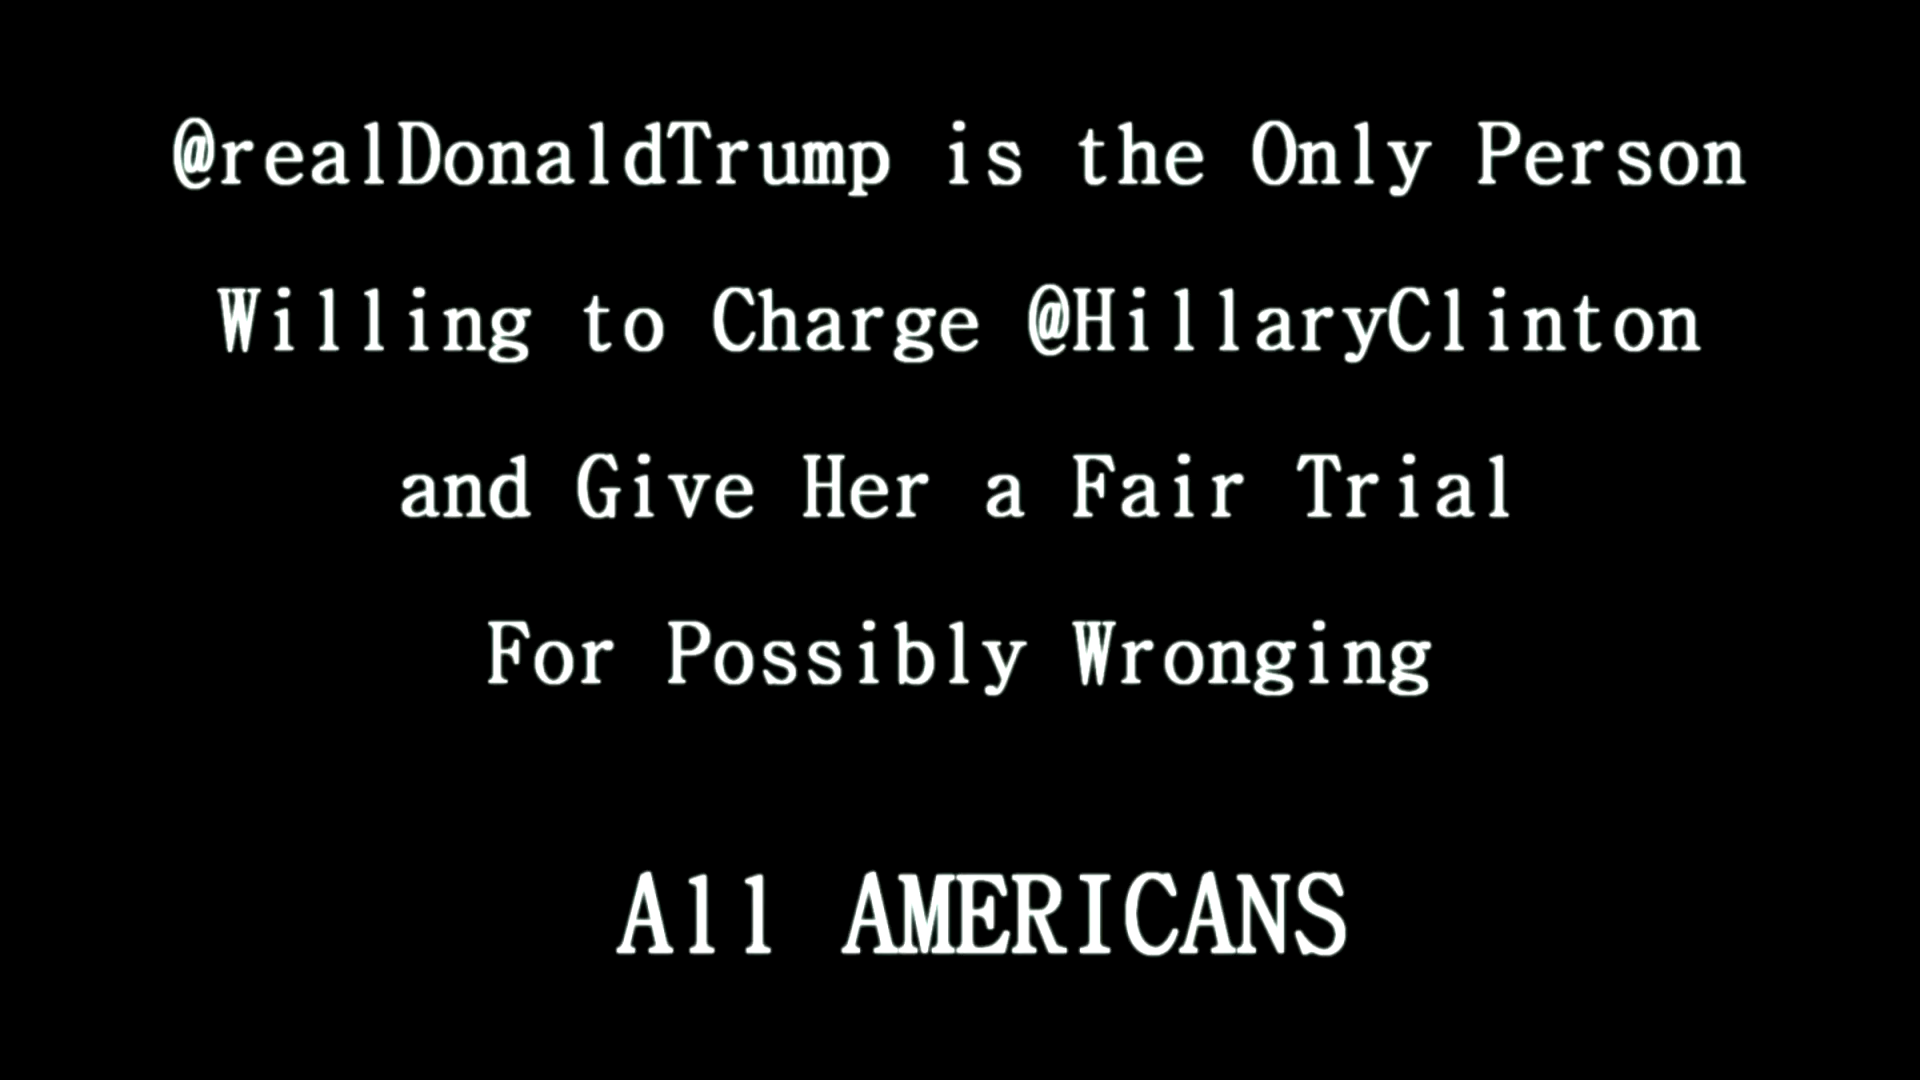 @realDonaldTrump is the Only Person
Willing to Charge @HillaryClinton
and Give Her a Fair Trial
For Possibly Wronging
All AMERICANS